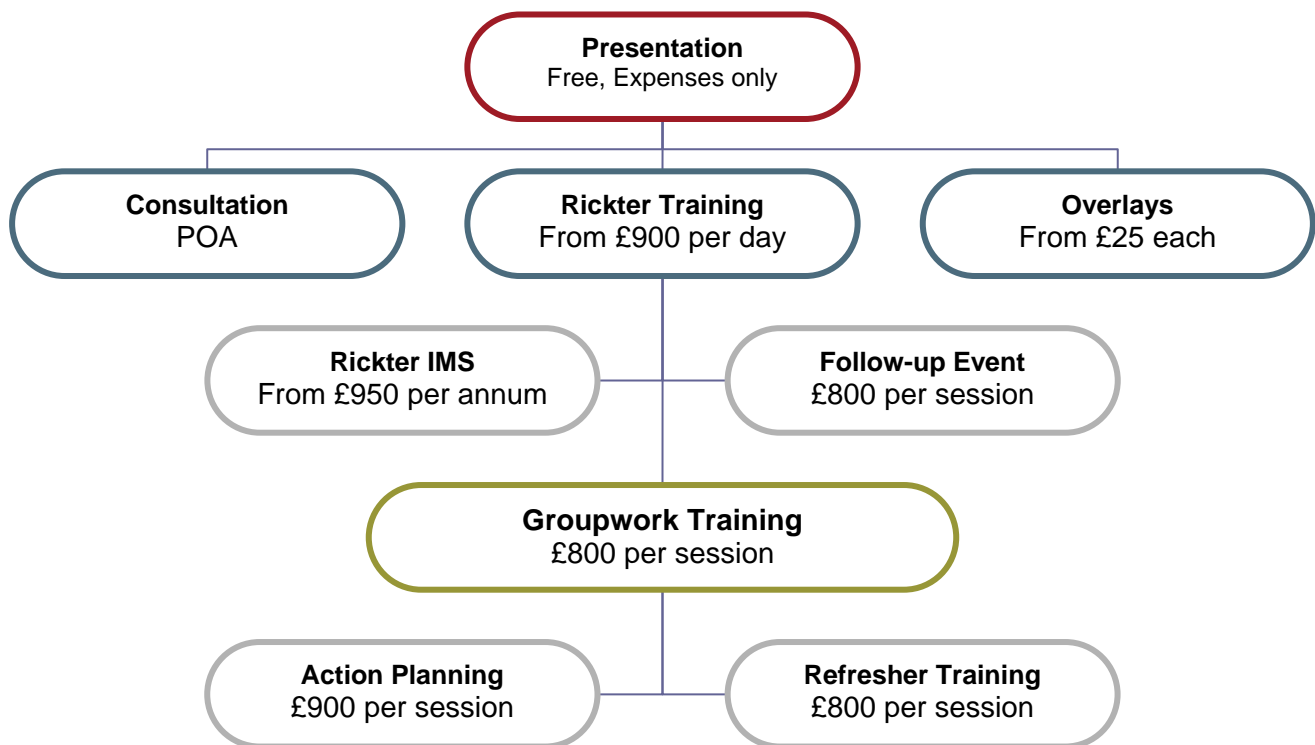 Presentation
Free, Expenses only
Consultation
POA
Rickter Training
From £900 per day
Overlays
From £25 each
Rickter IMS
From £950 per annum
Follow-up Event
£800 per session
Groupwork Training
£800 per session
Action Planning
£900 per session
Refresher Training
£800 per session